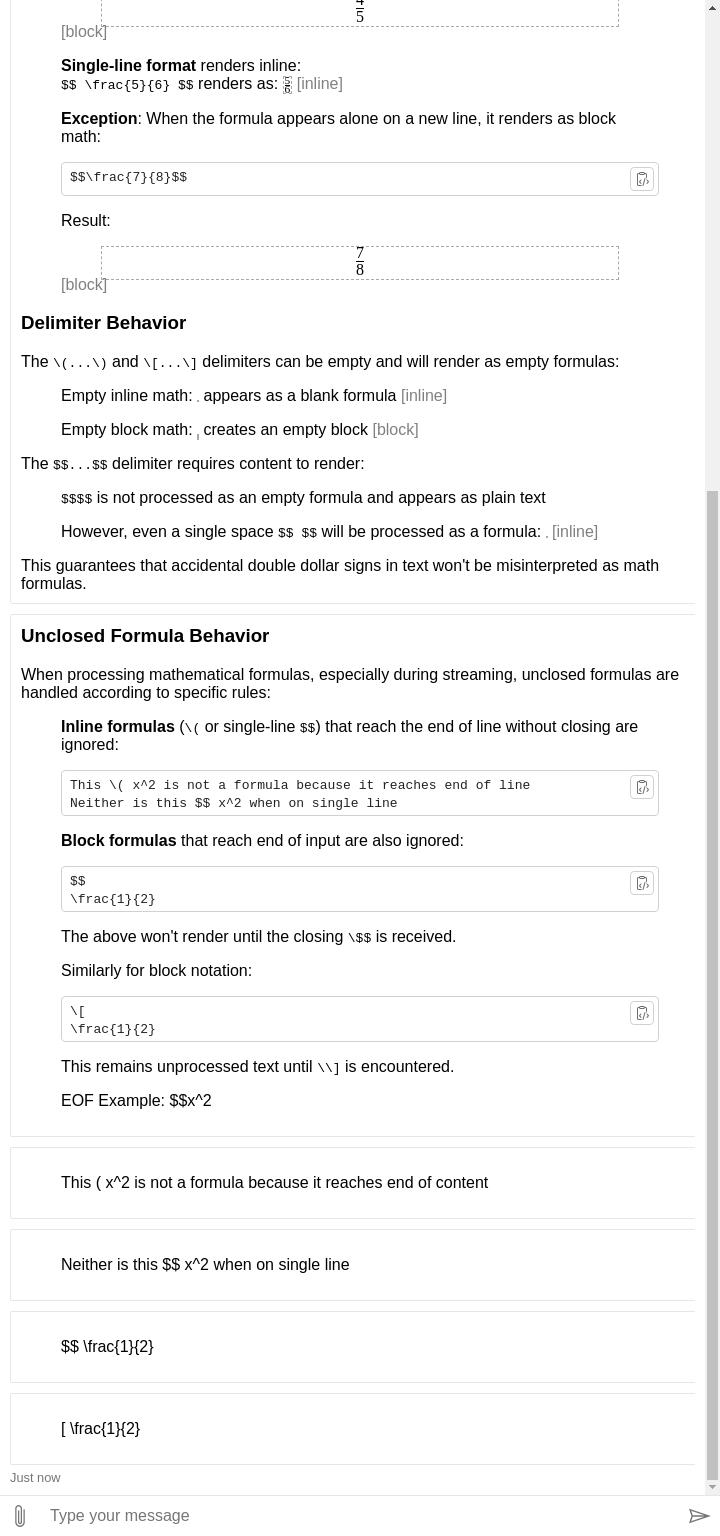 4
5
[block]
Single-line format renders inline:
$$ \frac{5}{6} $$ renders as: 5/6 [inline]
Exception: When the formula appears alone on a new line, it renders as block
math:
$$\frac{7}{8}$$
Result:
7
8
[block]
Delimiter Behavior
The \(...\) and \[...\] delimiters can be empty and will render as empty formulas:
Empty inline math: appears as a blank formula [inline]
Empty block math: creates an empty block [block]
The $$...$$ delimiter requires content to render:
$$$$ is not processed as an empty formula and appears as plain text
However, even a single space $$ $$ will be processed as a formula: [inline]
This guarantees that accidental double dollar signs in text won't be misinterpreted as math
formulas.
Unclosed Formula Behavior
When processing mathematical formulas, especially during streaming, unclosed formulas are
handled according to specific rules:
Inline formulas (\( or single-line $$) that reach the end of line without closing are
ignored:
This \( x^2 is not a formula because it reaches end of line
Neither is this $$ x^2 when on single line
Block formulas that reach end of input are also ignored:
$$
\frac{1}{2}
The above won't render until the closing \$$ is received.
Similarly for block notation:
\[
\frac{1}{2}
This remains unprocessed text until \\] is encountered.
EOF Example: $$x^2
This ( x^2 is not a formula because it reaches end of content
Neither is this $$ x^2 when on single line
$$ \frac{1}{2}
[ \frac{1}{2}
Just now
Type your message